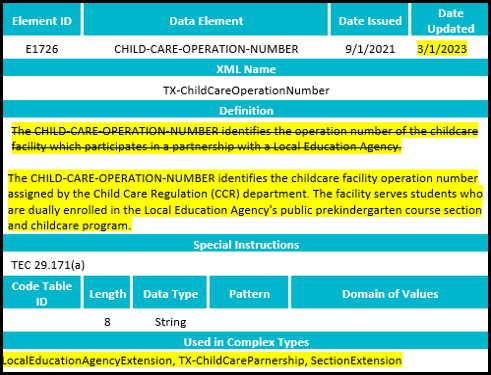 Element ID Data Element Date Issued Date Updated
E1726 CHILD-CARE-OPERATION-NUMBER 9/1/2021 3/1/2023
XML Name
TX-ChildCareOperationNumber
Definition
The CHILD-CARE-OPERATION-NUMBER identifies the operation number of the childcare
facility which participates in a partnership with a Local Education Agency.
The CHILD-CARE-OPERATION-NUMBER identifies the childcare facility operation number
assigned by the Child Care Regulation (CCR) department. The facility serves students who
are dually enrolled in the Local Education Agency's public prekindergarten course section
and childcare program.
Special Instructions
TEC 29.171(a)
Code Table ID Length Data Type Pattern Domain of Values
8 String
Used in Complex Types
LocalEducationAgencyExtension, TX-ChildCareParnership, SectionExtension